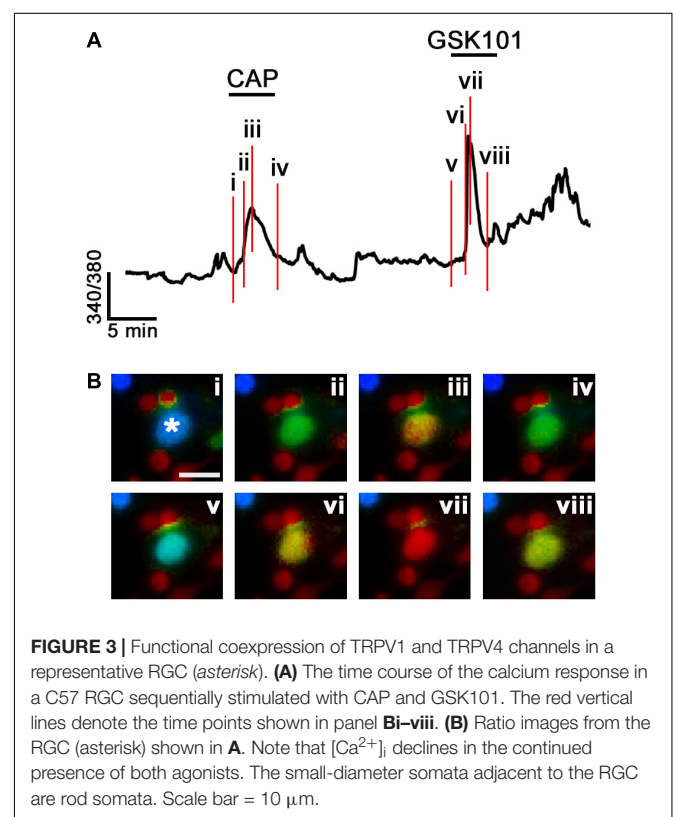 A
GSK101
CAP
vii
vi
iii
viii
ii
iv
v
i
340/380
5 min
B
i
ii
iii
iv
*
v
vi
vii
viii
FIGURE 3 | Functional coexpression of TRPV1 and TRPV4 channels in a
representative RGC (asterisk). (A) The time course of the calcium response in
a C57 RGC sequentially stimulated with CAP and GSK101. The red vertical
lines denote the time points shown in panel Bi–viii. (B) Ratio images from the
RGC (asterisk) shown in A. Note that [Ca2+]i declines in the continued
presence of both agonists. The small-diameter somata adjacent to the RGC
are rod somata. Scale bar = 10 μm.